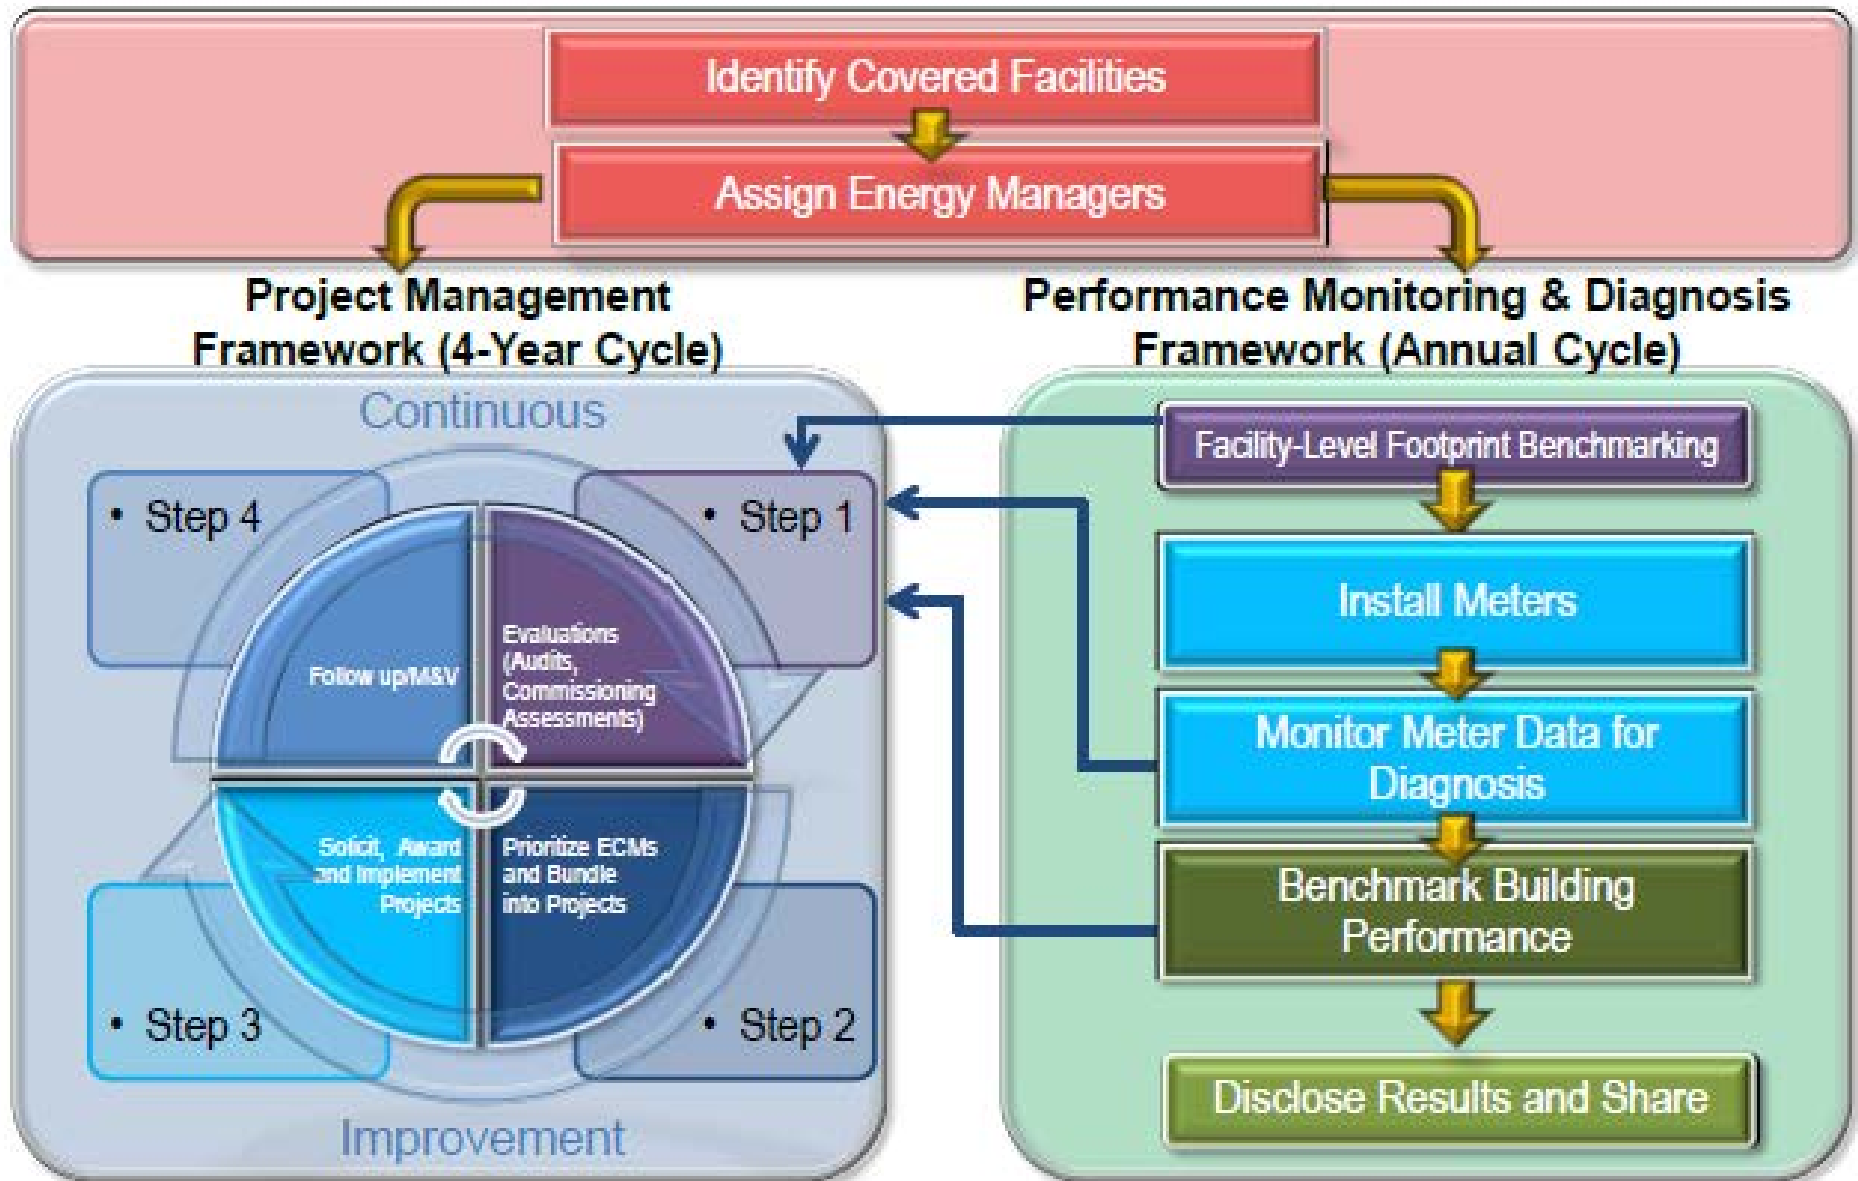 Identify Covered Facilities
Assign Energy Managers
Project Management
Framework (4-Year Cycle)
Continuous
• Step 4
• Step 1
Follow up/M&V
Evaluations
(Audits,
Commissioning
Assessments)
Solicit, Award
and Implement
Projects
Prioritize ECMs
and Bundle
into Projects
• Step 3
• Step 2
Improvement
Performance Monitoring & Diagnosis
Framework (Annual Cycle)
Facility-Level Footprint Benchmarking
Install Meters
Monitor Meter Data for
Diagnosis
Benchmark Building
Performance
Disclose Results and Share